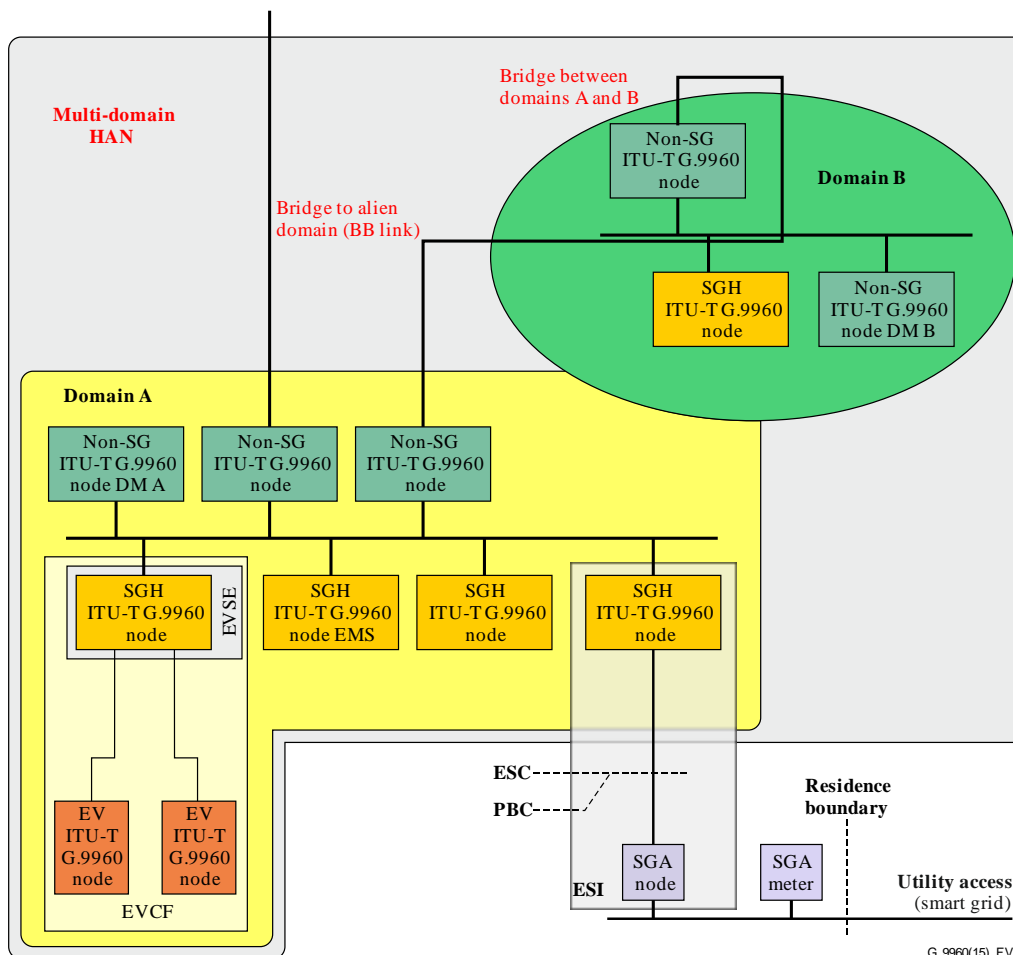 Multi-domain
HAN
Bridge between
domains A and B
Non-SG
ITU-T G.9960
node
Domain B
Bridge to alien
domain (BB link)
SGH
ITU-T G.9960
node
Non-SG
ITU-T G.9960
node DM B
Domain A
Non-SG
ITU-T G.9960
node DM A
Non-SG
ITU-T G.9960
node
Non-SG
ITU-T G.9960
node
SGH
ITU-T G.9960
node
EVSE
SGH
ITU-T G.9960
node EMS
SGH
ITU-T G.9960
node
SGH
ITU-T G.9960
node
ESC
PBC
Residence
boundary
EV
ITU-T
G.9960
node
EV
ITU-T
G.9960
node
EVCF
ESI
SGA
node
SGA
meter
Utility access
(smart grid)
G.9960(15)_EV